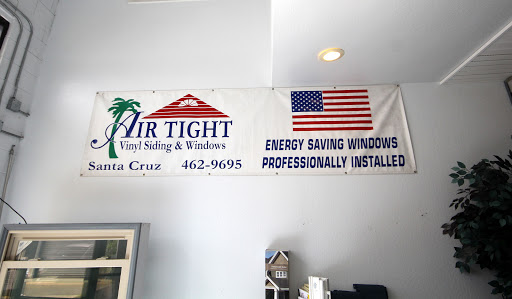 AIR TIGHT
Vinyl Siding & Windows
Santa Cruz 462-9695
ENERGY SAVING WINDOWS
PROFESSIONALLY INSTALLED